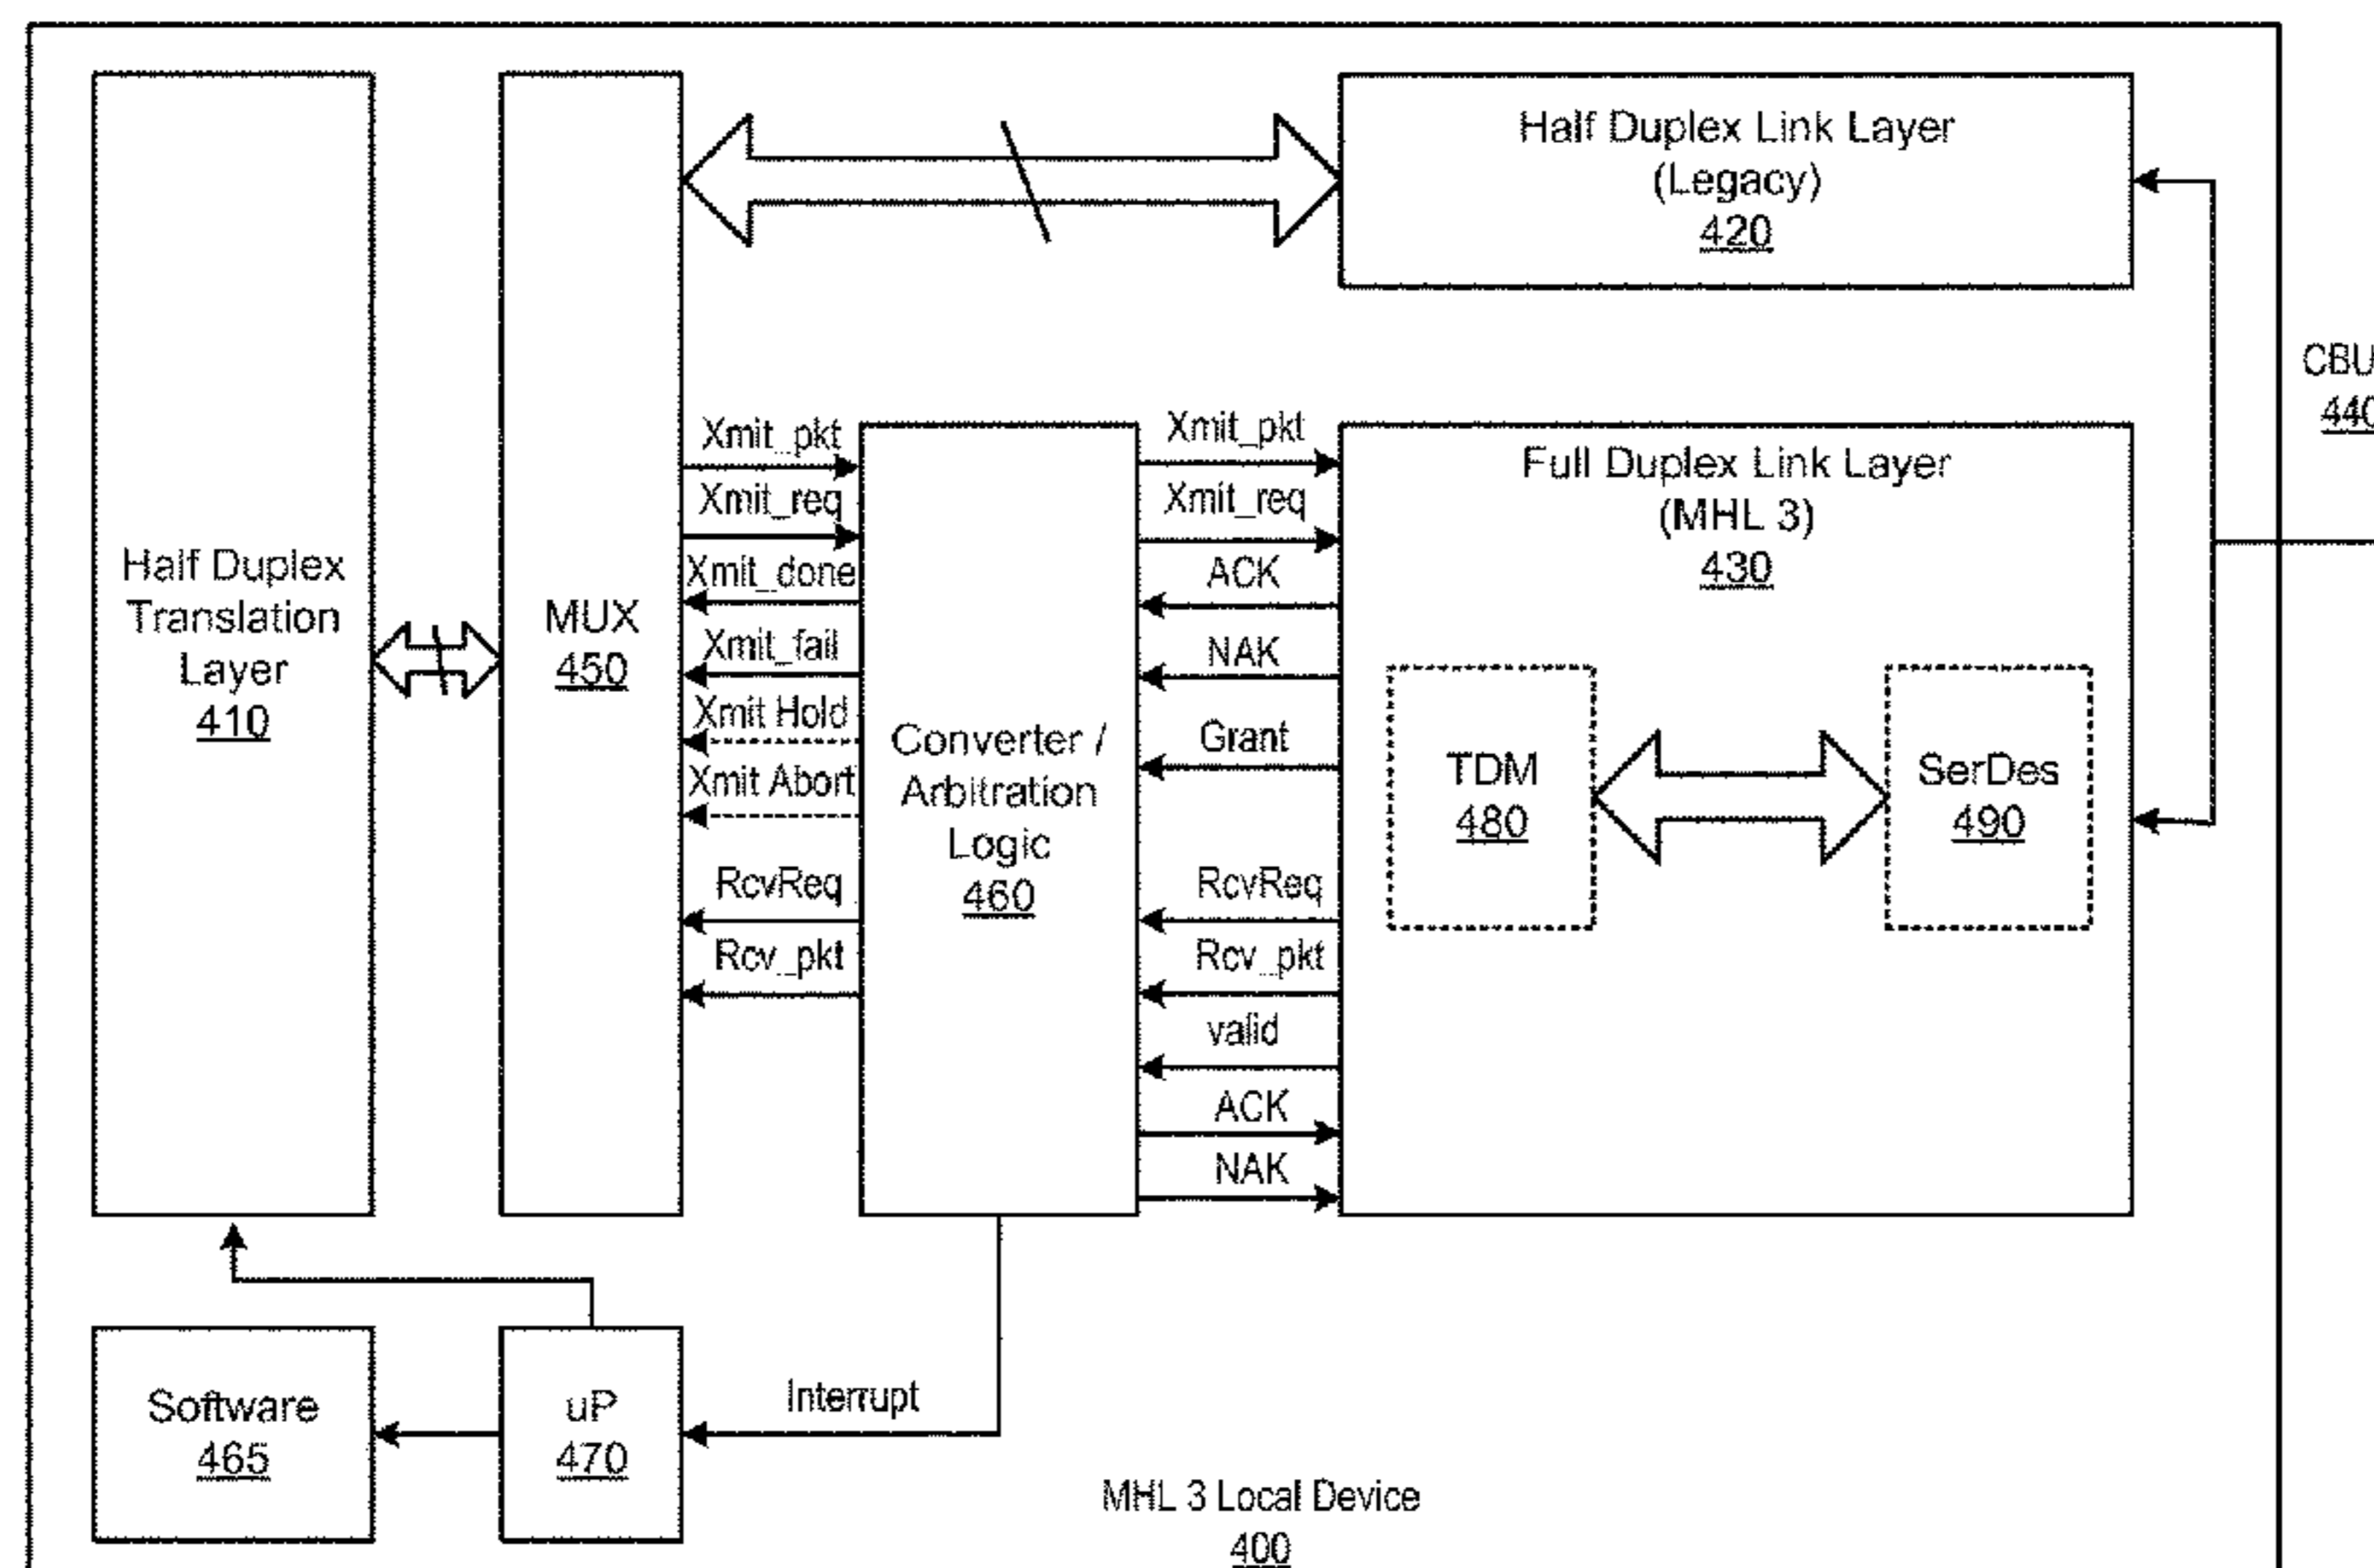 Half Duplex Link Layer
(Legacy)
420
CBU
440
Xmit_pkt
Xmit_req
Xmit_done
Xmit_fail
Xmit Hold
Xmit Abort
RcvReq
Rcv_pkt
Xmit_pkt
Xmit_req
ACK
NAK
Grant
RcvReq
Rcv_pkt
valid
ACK
NAK
Full Duplex Link Layer
(MHL 3)
430
Half Duplex
Translation
Layer
410
MUX
450
Converter /
Arbitration
Logic
460
TDM
480
SerDes
490
Software
465
uP
470
Interrupt
MHL 3 Local Device
400